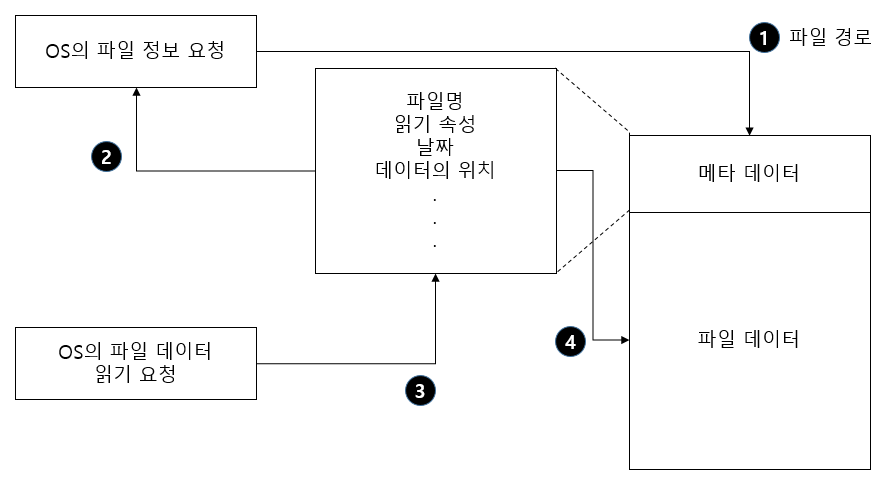 OS의 파일 정보 요청
1 파일 경로
파일명
읽기 속성
날짜
데이터의 위치
.
.
.
2
메타 데이터
OS의 파일 데이터
읽기 요청
3
4
파일 데이터